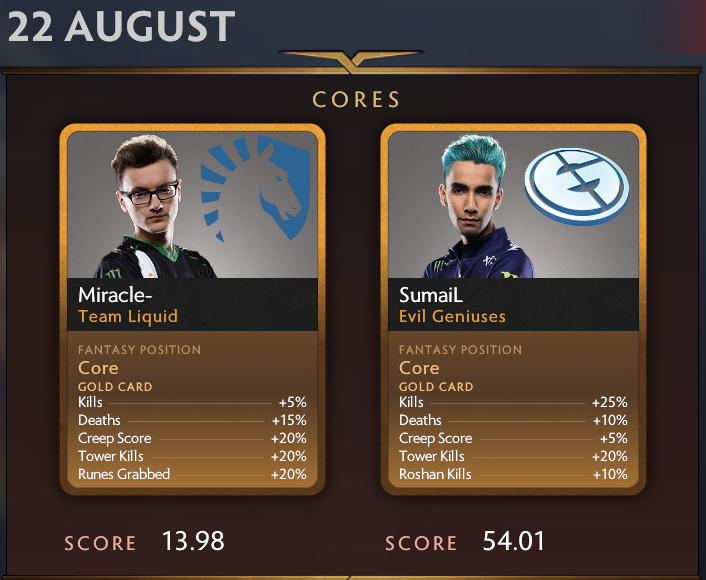 22 AUGUST
CORES
Miracle-
Team Liquid
FANTASY POSITION
Core
GOLD CARD
Kills +5%
Deaths +15%
Creep Score +20%
Tower Kills +20%
Runes Grabbed +20%
SCORE 13.98
SumaiL
Evil Geniuses
FANTASY POSITION
Core
GOLD CARD
Kills +25%
Deaths +10%
Creep Score +5%
Tower Kills +20%
Roshan Kills +10%
SCORE 54.01